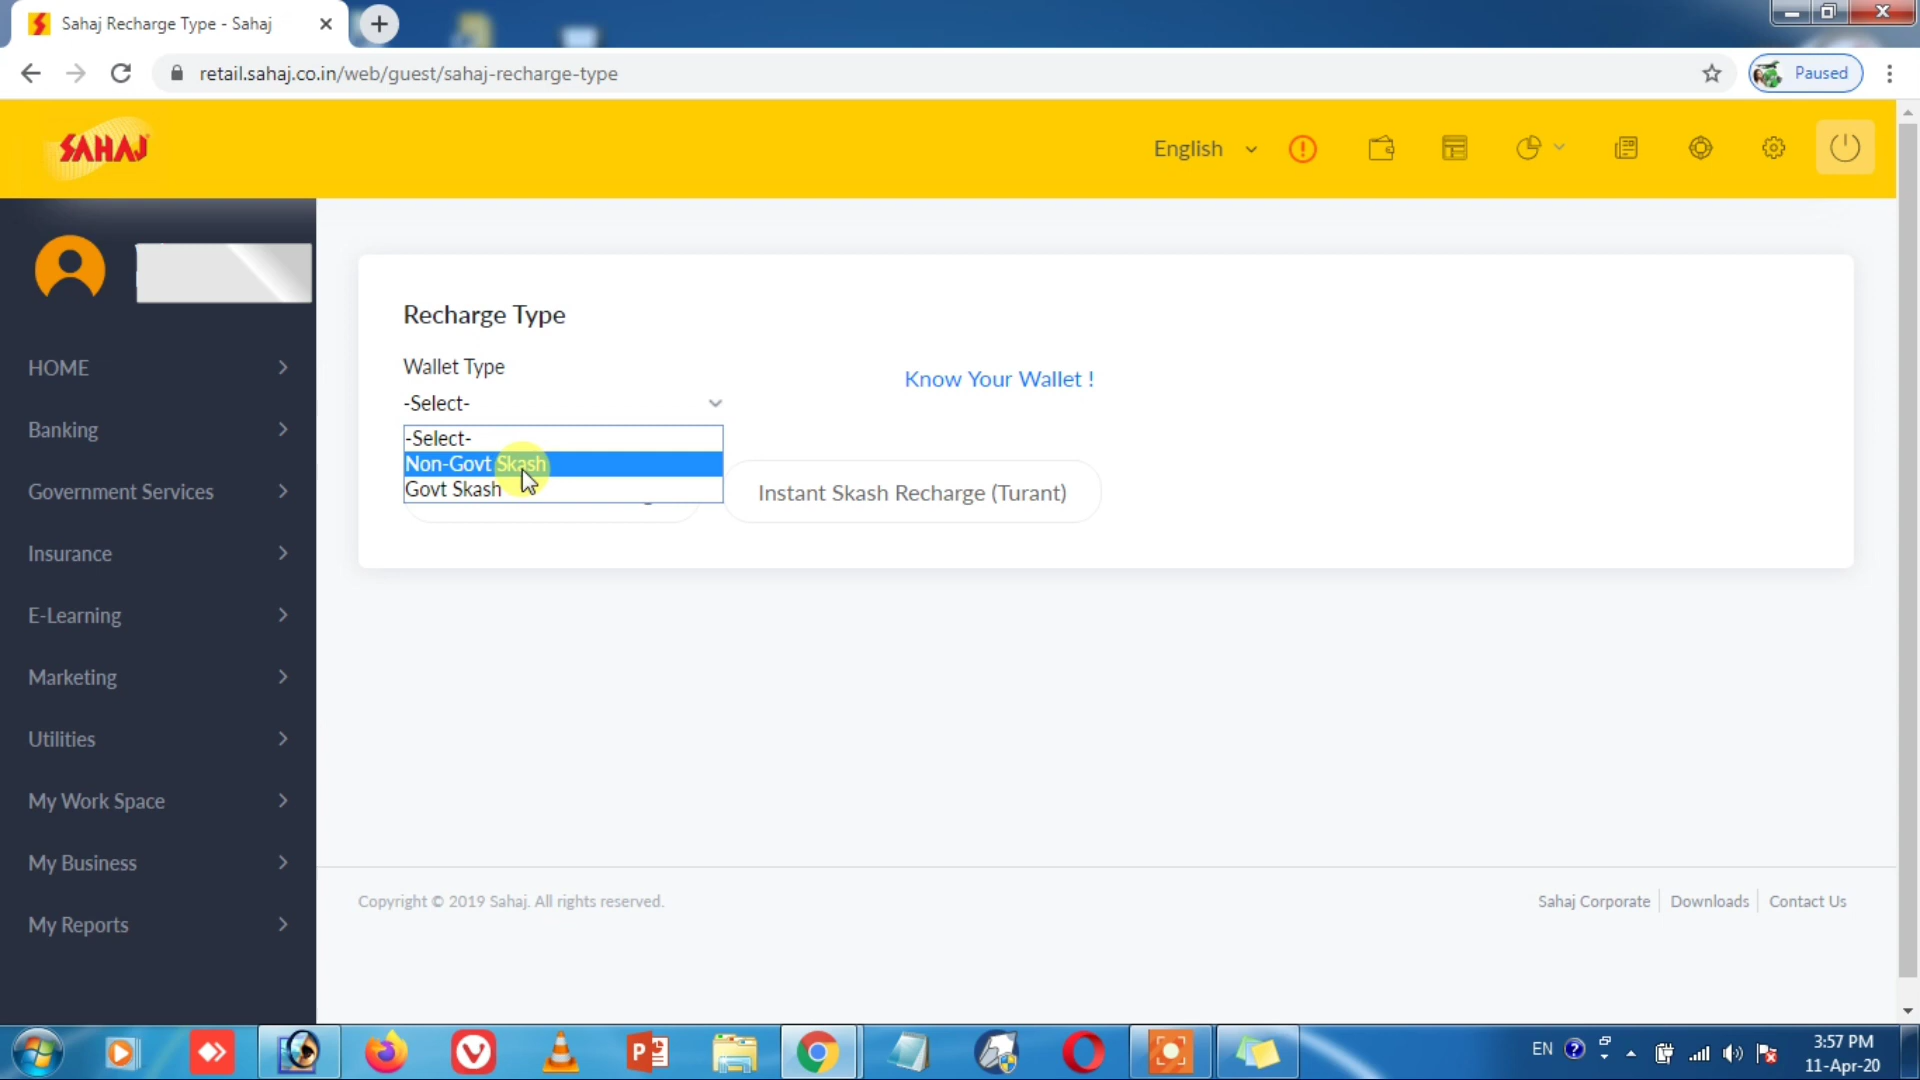 Sahaj Recharge Type - Sahaj
retail.sahaj.co.in/web/guest/sahaj-recharge-type
Paused
SAHAJ
English
HOME
Banking
Government Services
Insurance
E-Learning
Marketing
Utilities
My Work Space
My Business
My Reports
Recharge Type
Wallet Type
Know Your Wallet !
-Select-
-Select-
Non-Govt Skash
Govt Skash
Instant Skash Recharge (Turant)
Copyright © 2019 Sahaj. All rights reserved.
Sahaj Corporate
Downloads
Contact Us
EN
3:57 PM
11-Apr-20